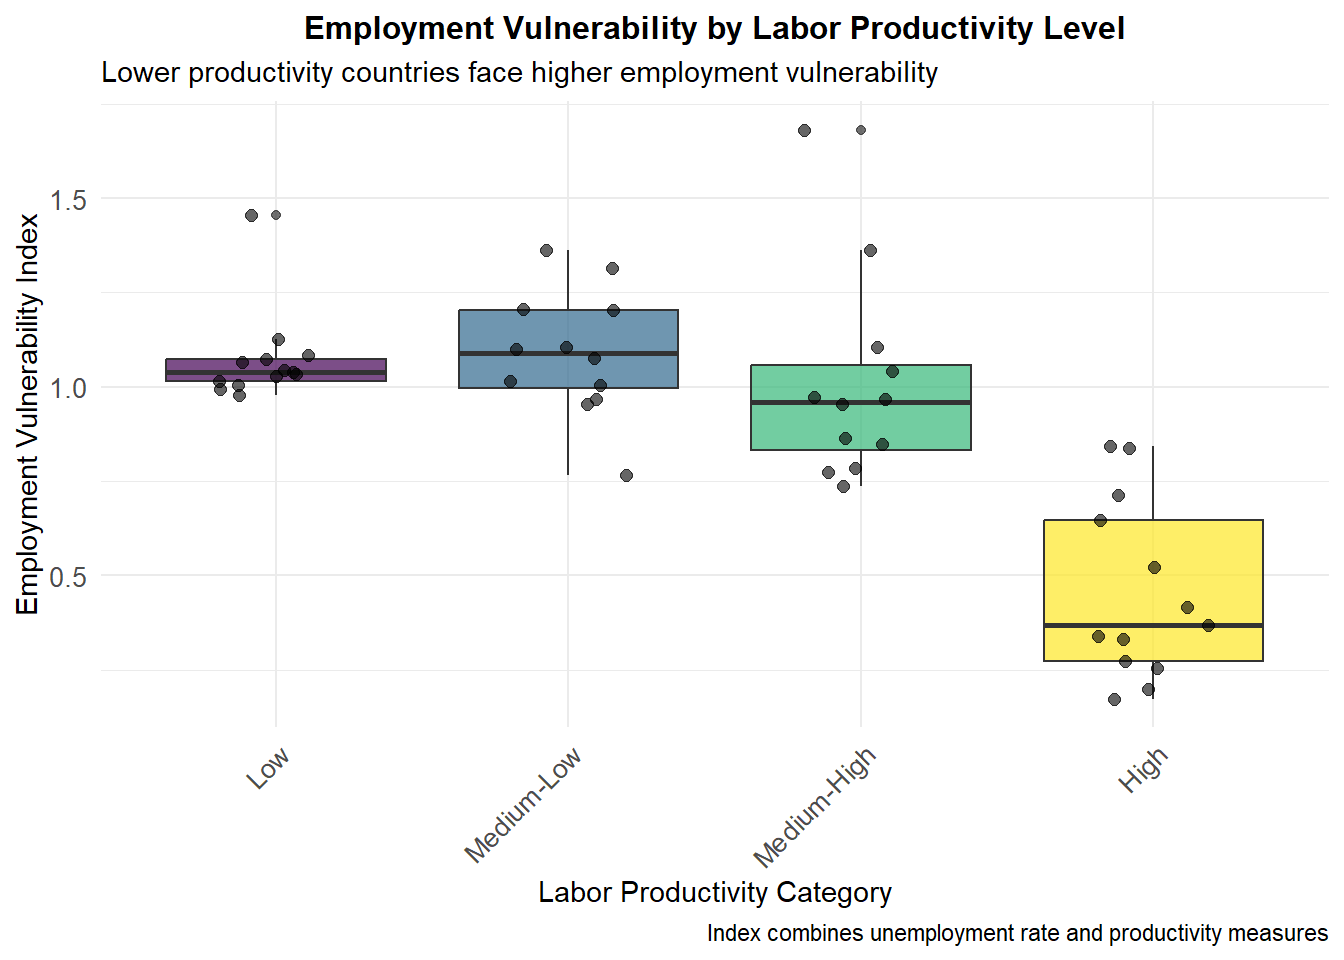 Employment Vulnerability by Labor Productivity Level
Lower productivity countries face higher employment vulnerability
Employment Vulnerability Index
1.5
1.0
0.5
Low
Medium-Low
Medium-High
High
Labor Productivity Category
Index combines unemployment rate and productivity measures